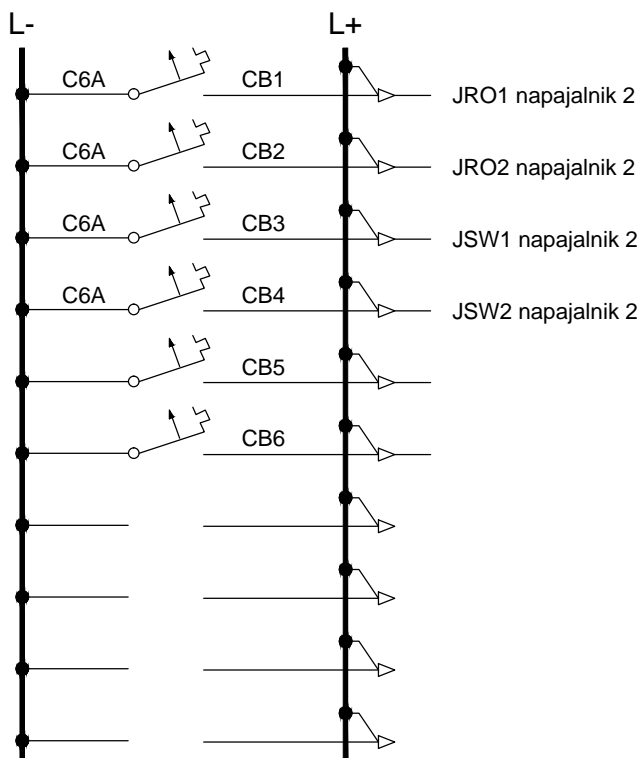 L- L+
C6A CB1 JRO1 napajalnik 2
C6A CB2 JRO2 napajalnik 2
C6A CB3 JSW1 napajalnik 2
C6A CB4 JSW2 napajalnik 2
CB5
CB6